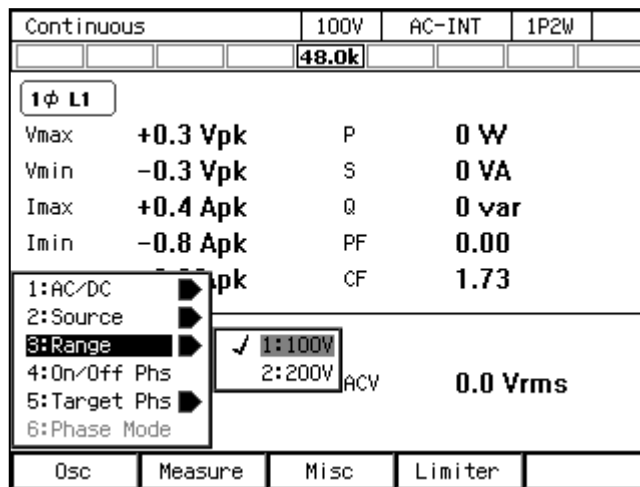 Continuous 100V AC-INT 1P2W
48.0k
1ϕ L1
Vmax +0.3 Vpk P 0 W
Vmin -0.3 Vpk S 0 VA
Imax +0.4 Apk Q 0 var
Imin -0.8 Apk PF 0.00
Apk CF 1.73
1:AC/DC
2:Source
3:Range ✓ 1:100V
2:200V
4:On/Off Phs
ACV 0.0 Vrms
5:Target Phs
6:Phase Mode
Osc Measure Misc Limiter